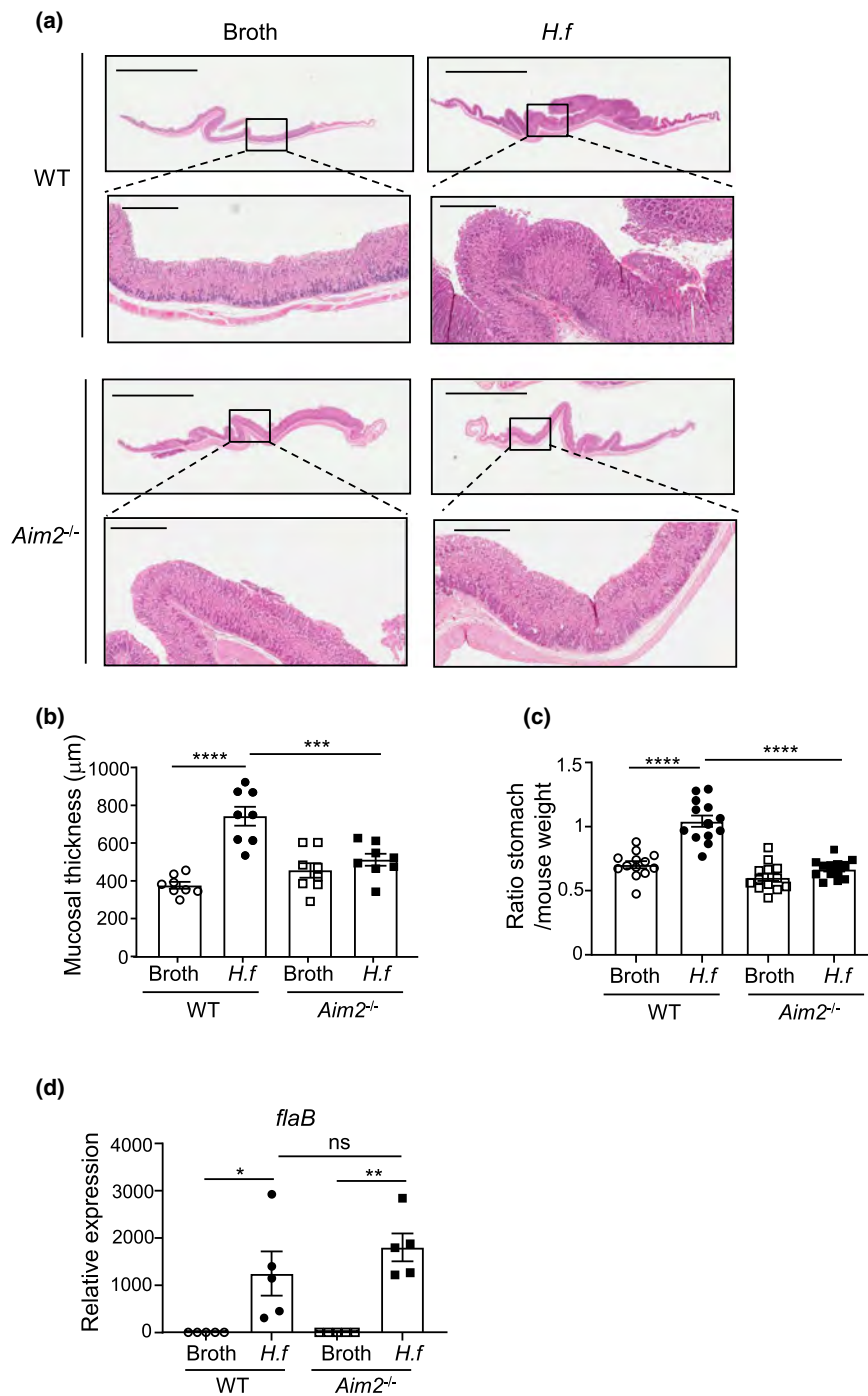 (a)
Broth
H.f
WT
Aim2-/-
(b)
Mucosal thickness (μm)
1000
800
600
400
200
0
****
***
Broth
H.f
Broth
H.f
WT
Aim2-/-
(c)
Ratio stomach
/mouse weight
1.5
1
0.5
0
****
****
Broth
H.f
Broth
H.f
WT
Aim2-/-
(d)
flaB
Relative expression
4000
3000
2000
1000
0
ns
*
**
Broth
H.f
Broth
H.f
WT
Aim2-/-